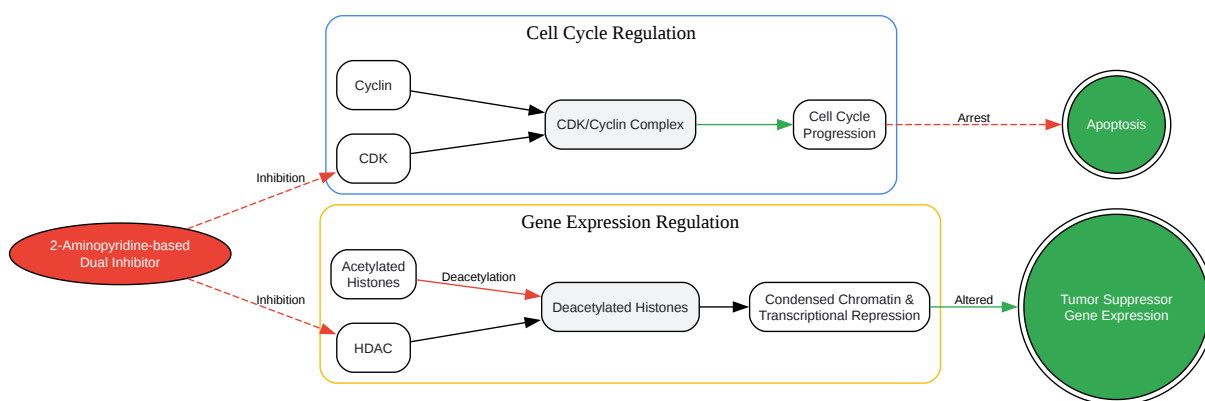 Cell Cycle Regulation
Cyclin
CDK
CDK/Cyclin Complex
Cell Cycle
Progression
Arrest
Apoptosis
Inhibition
2-Aminopyridine-based
Dual Inhibitor
Inhibition
Gene Expression Regulation
Acetylated
Histones
Deacetylation
HDAC
Deacetylated Histones
Condensed Chromatin &
Transcriptional Repression
Altered
Tumor Suppressor
Gene Expression